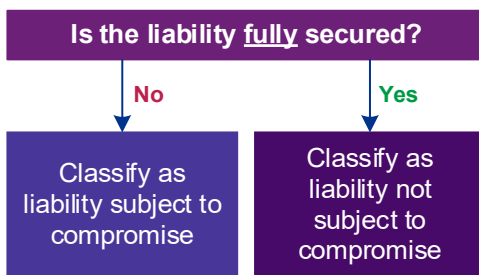 Is the liability fully secured?
No
Yes
Classify as
liability subject to
compromise
Classify as
liability not
subject to
compromise